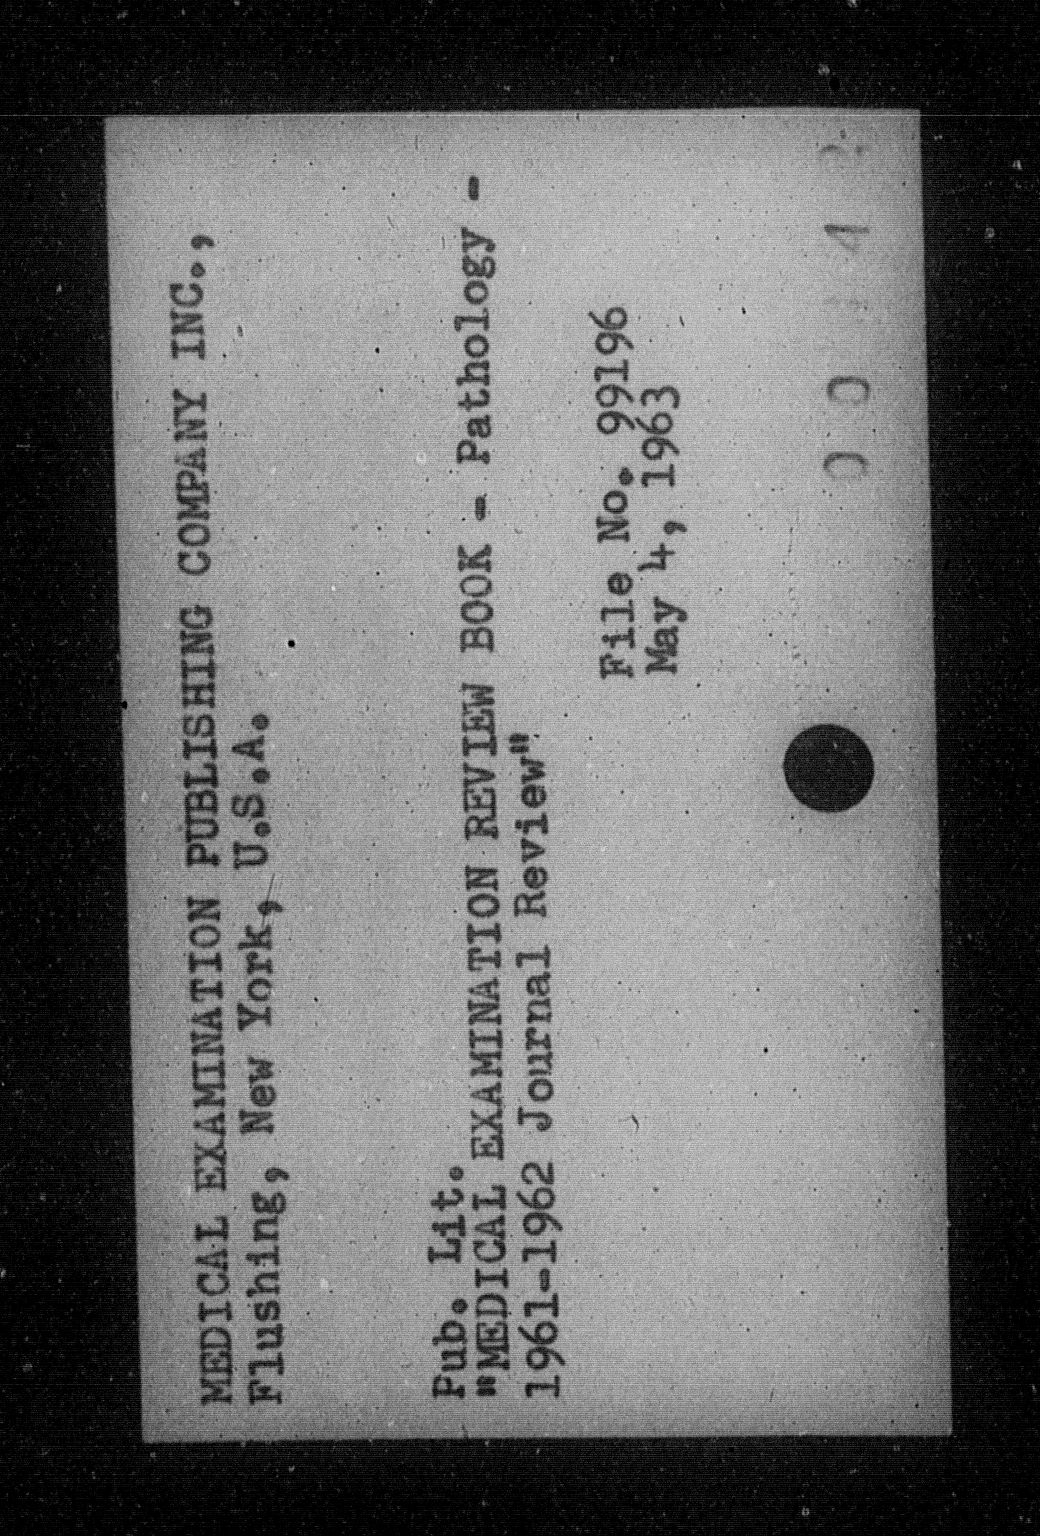 MEDICAL EXAMINATION PUBLISHING COMPANY INC.,
Flushing, New York, U.S.A.
Pub. Lit.
"MEDICAL EXAMINATION REVIEW BOOK - Pathology -
1961-1962 Journal Review"
File No. 99196
May 4, 1963